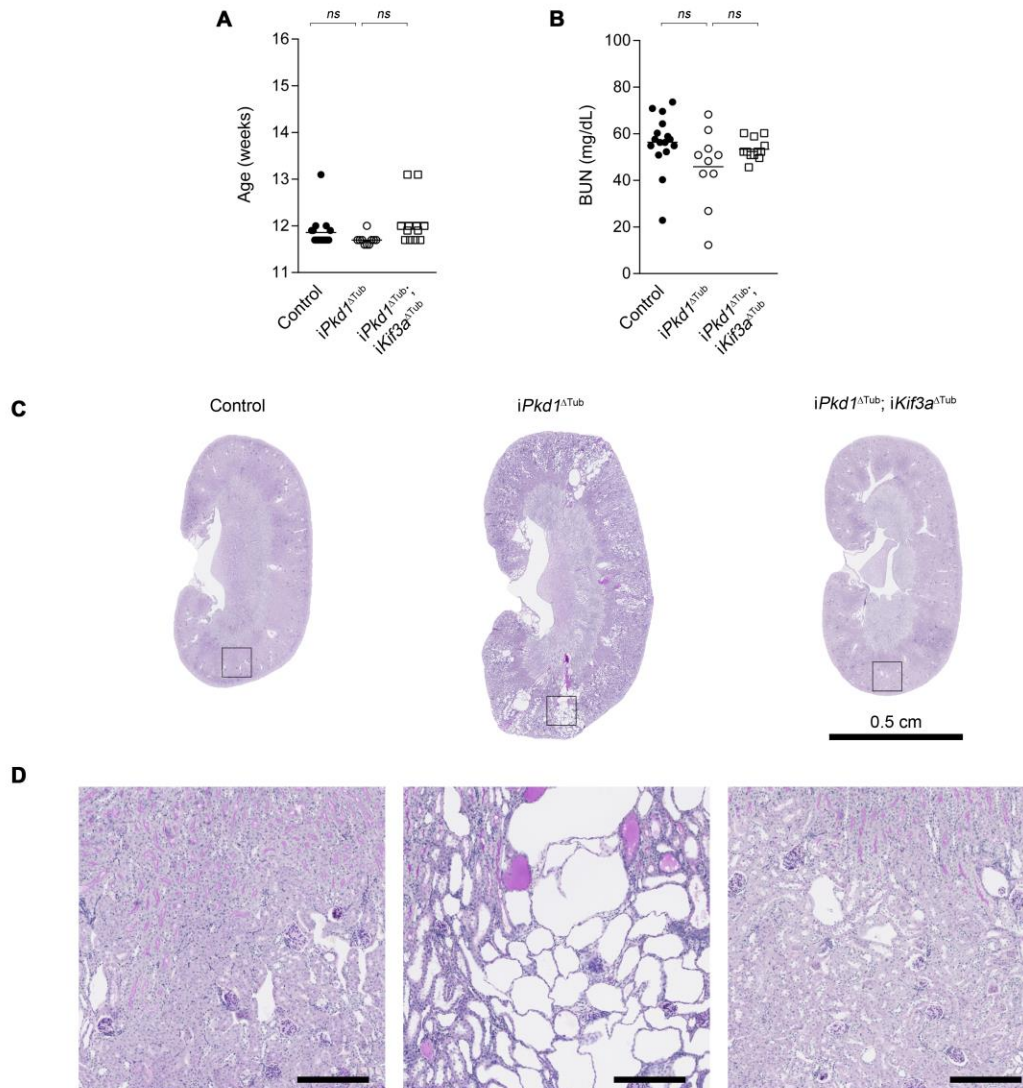 A
ns
ns
16
15
14
13
12
11
Age (weeks)
Control
iPkd1ΔTub
iPkd1ΔTub;
iKif3aΔTub
B
ns
ns
100
80
60
40
20
0
BUN (mg/dL)
Control
iPkd1ΔTub
iPkd1ΔTub;
iKif3aΔTub
C
Control
iPkd1ΔTub
iPkd1ΔTub; iKif3aΔTub
0.5 cm
D